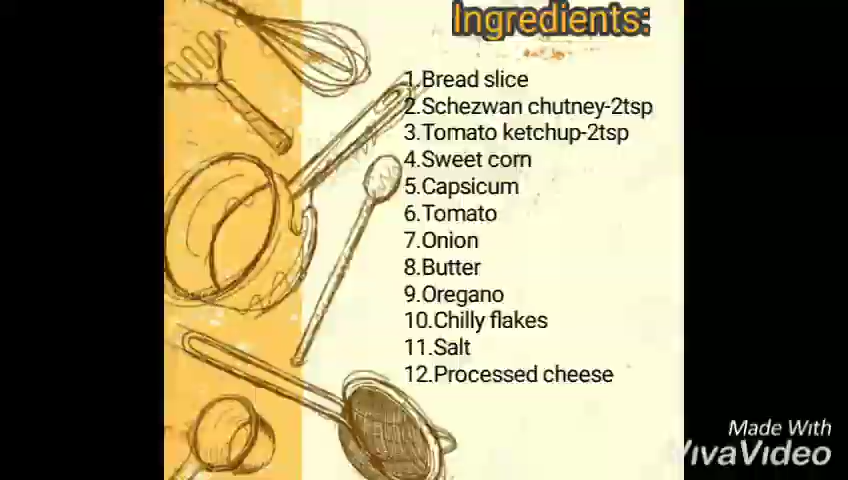 Ingredients:
1.Bread slice
2.Schezwan chutney-2tsp
3.Tomato ketchup-2tsp
4.Sweet corn
5.Capsicum
6.Tomato
7.Onion
8.Butter
9.Oregano
10.Chilly flakes
11.Salt
12.Processed cheese
Made With
VivaVideo